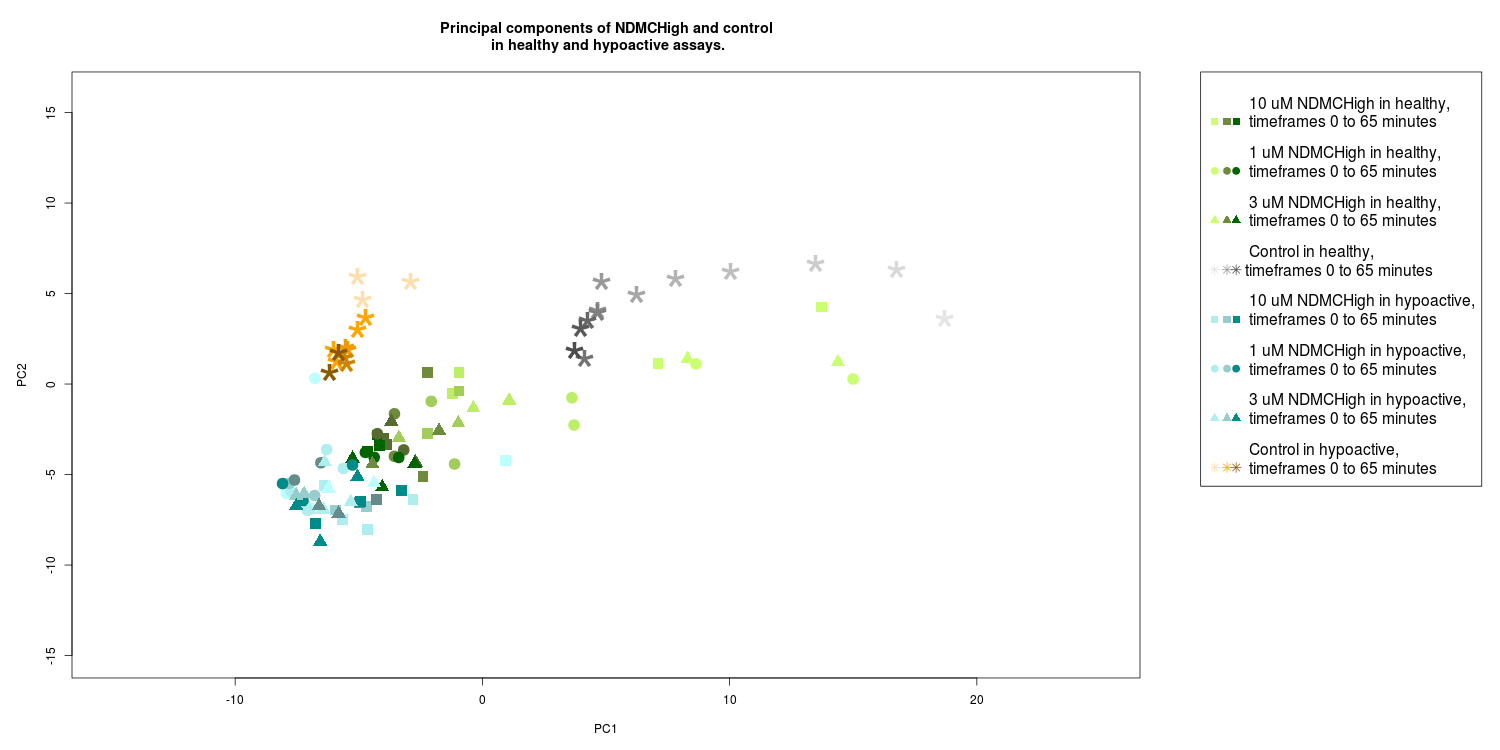 Principal components of NDMCHigh and control
in healthy and hypoactive assays.
15
10
5
0
-5
-10
-15
PC2
-10
0
10
20
PC1
10 uM NDMCHigh in healthy,
timeframes 0 to 65 minutes
1 uM NDMCHigh in healthy,
timeframes 0 to 65 minutes
3 uM NDMCHigh in healthy,
timeframes 0 to 65 minutes
Control in healthy,
timeframes 0 to 65 minutes
10 uM NDMCHigh in hypoactive,
timeframes 0 to 65 minutes
1 uM NDMCHigh in hypoactive,
timeframes 0 to 65 minutes
3 uM NDMCHigh in hypoactive,
timeframes 0 to 65 minutes
Control in hypoactive,
timeframes 0 to 65 minutes